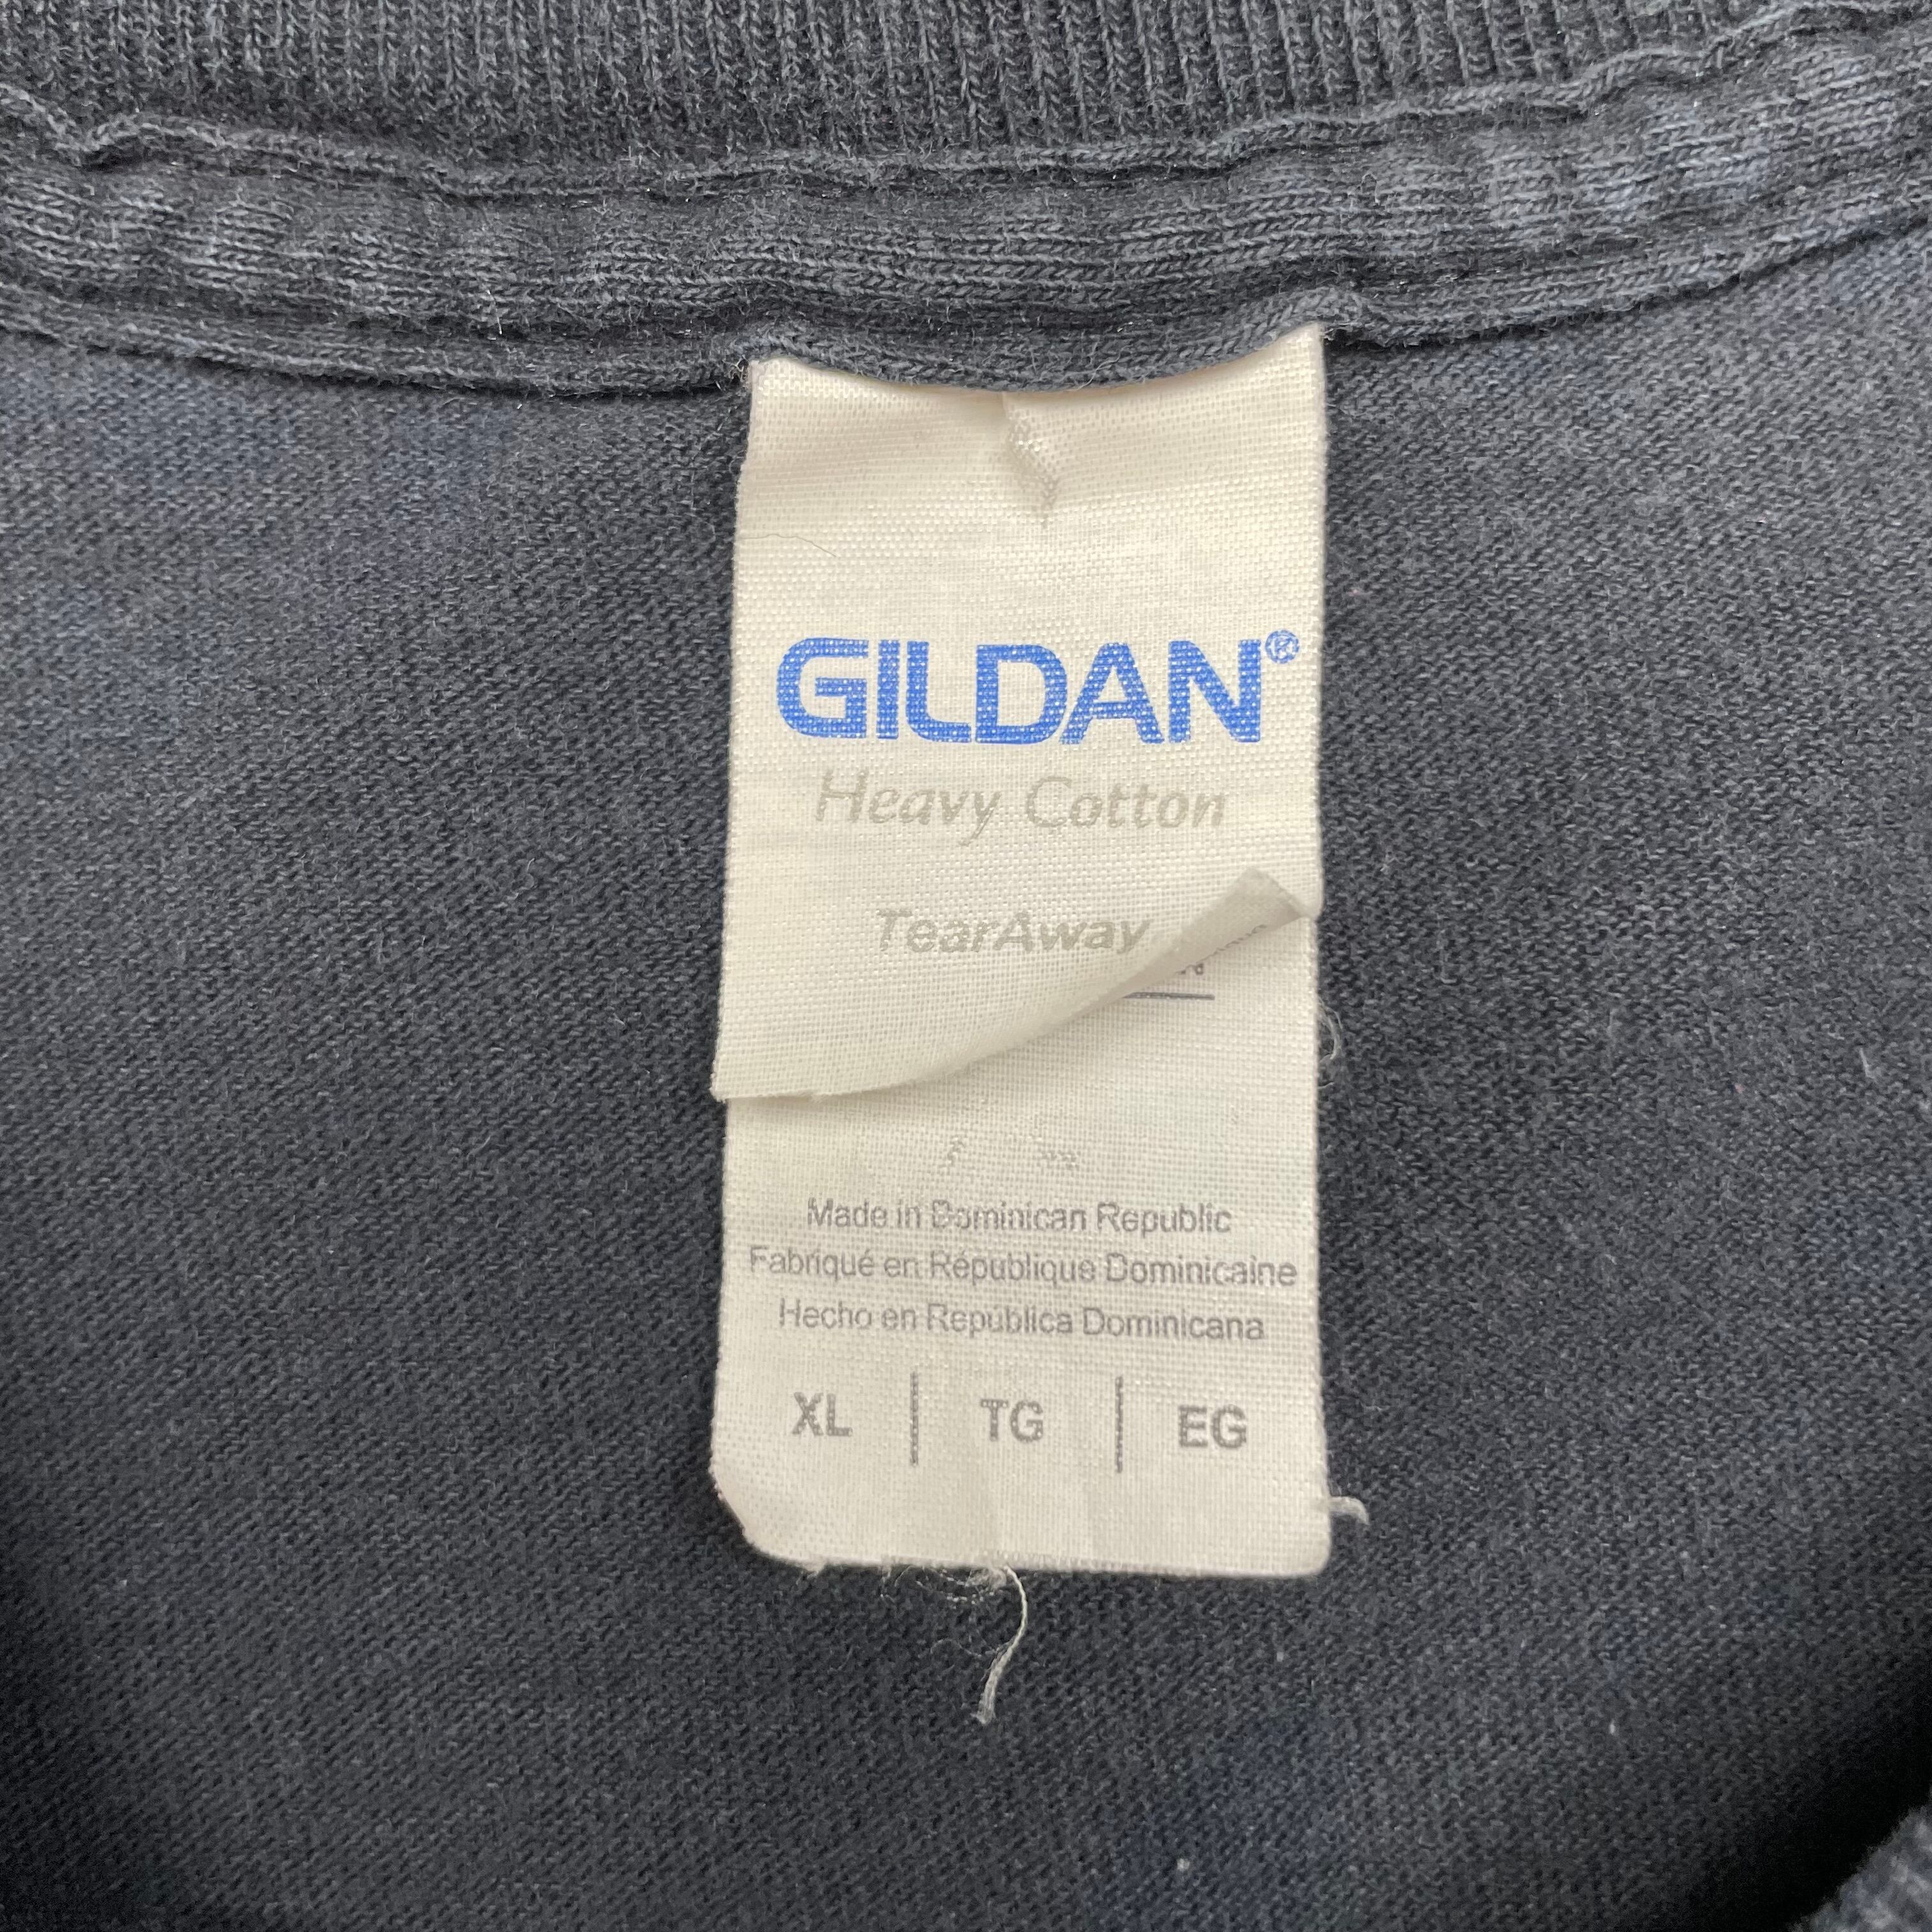 GILDAN®
Heavy Cotton
TearAway
Made in Dominican Republic
Fabriqué en République Dominicaine
Hecho en República Dominicana
XL | TG | EG